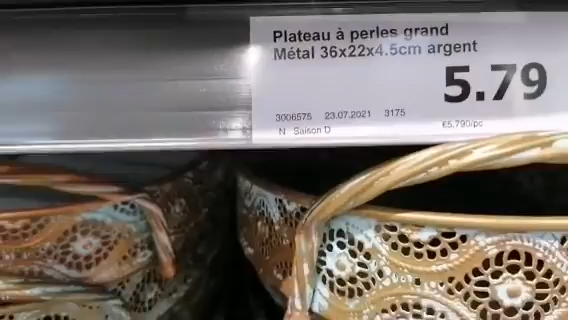 Plateau à perles grand
Métal 36x22x4.5cm argent
5.79
3006575 23.07.2021 3175
N Saison D
€5.790/pc